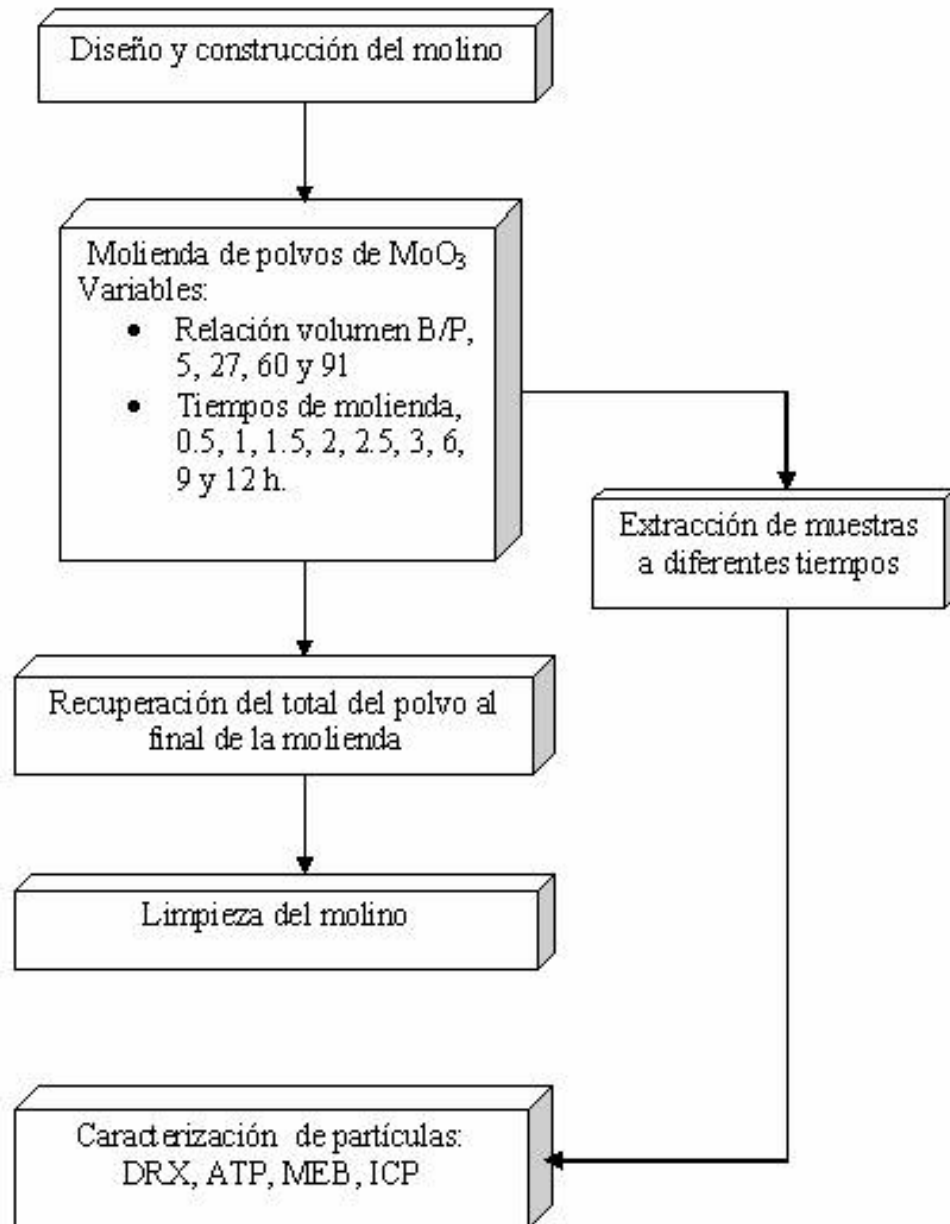 Diseño y construcción del molino
Molienda de polvos de MoO₃
Variables:
• Relación volumen B/P,
5, 27, 60 y 91
• Tiempos de molienda,
0.5, 1, 1.5, 2, 2.5, 3, 6,
9 y 12 h.
Extracción de muestras
a diferentes tiempos
Recuperación del total del polvo al
final de la molienda
Limpieza del molino
Caracterización de partículas:
DRX, ATP, MEB, ICP